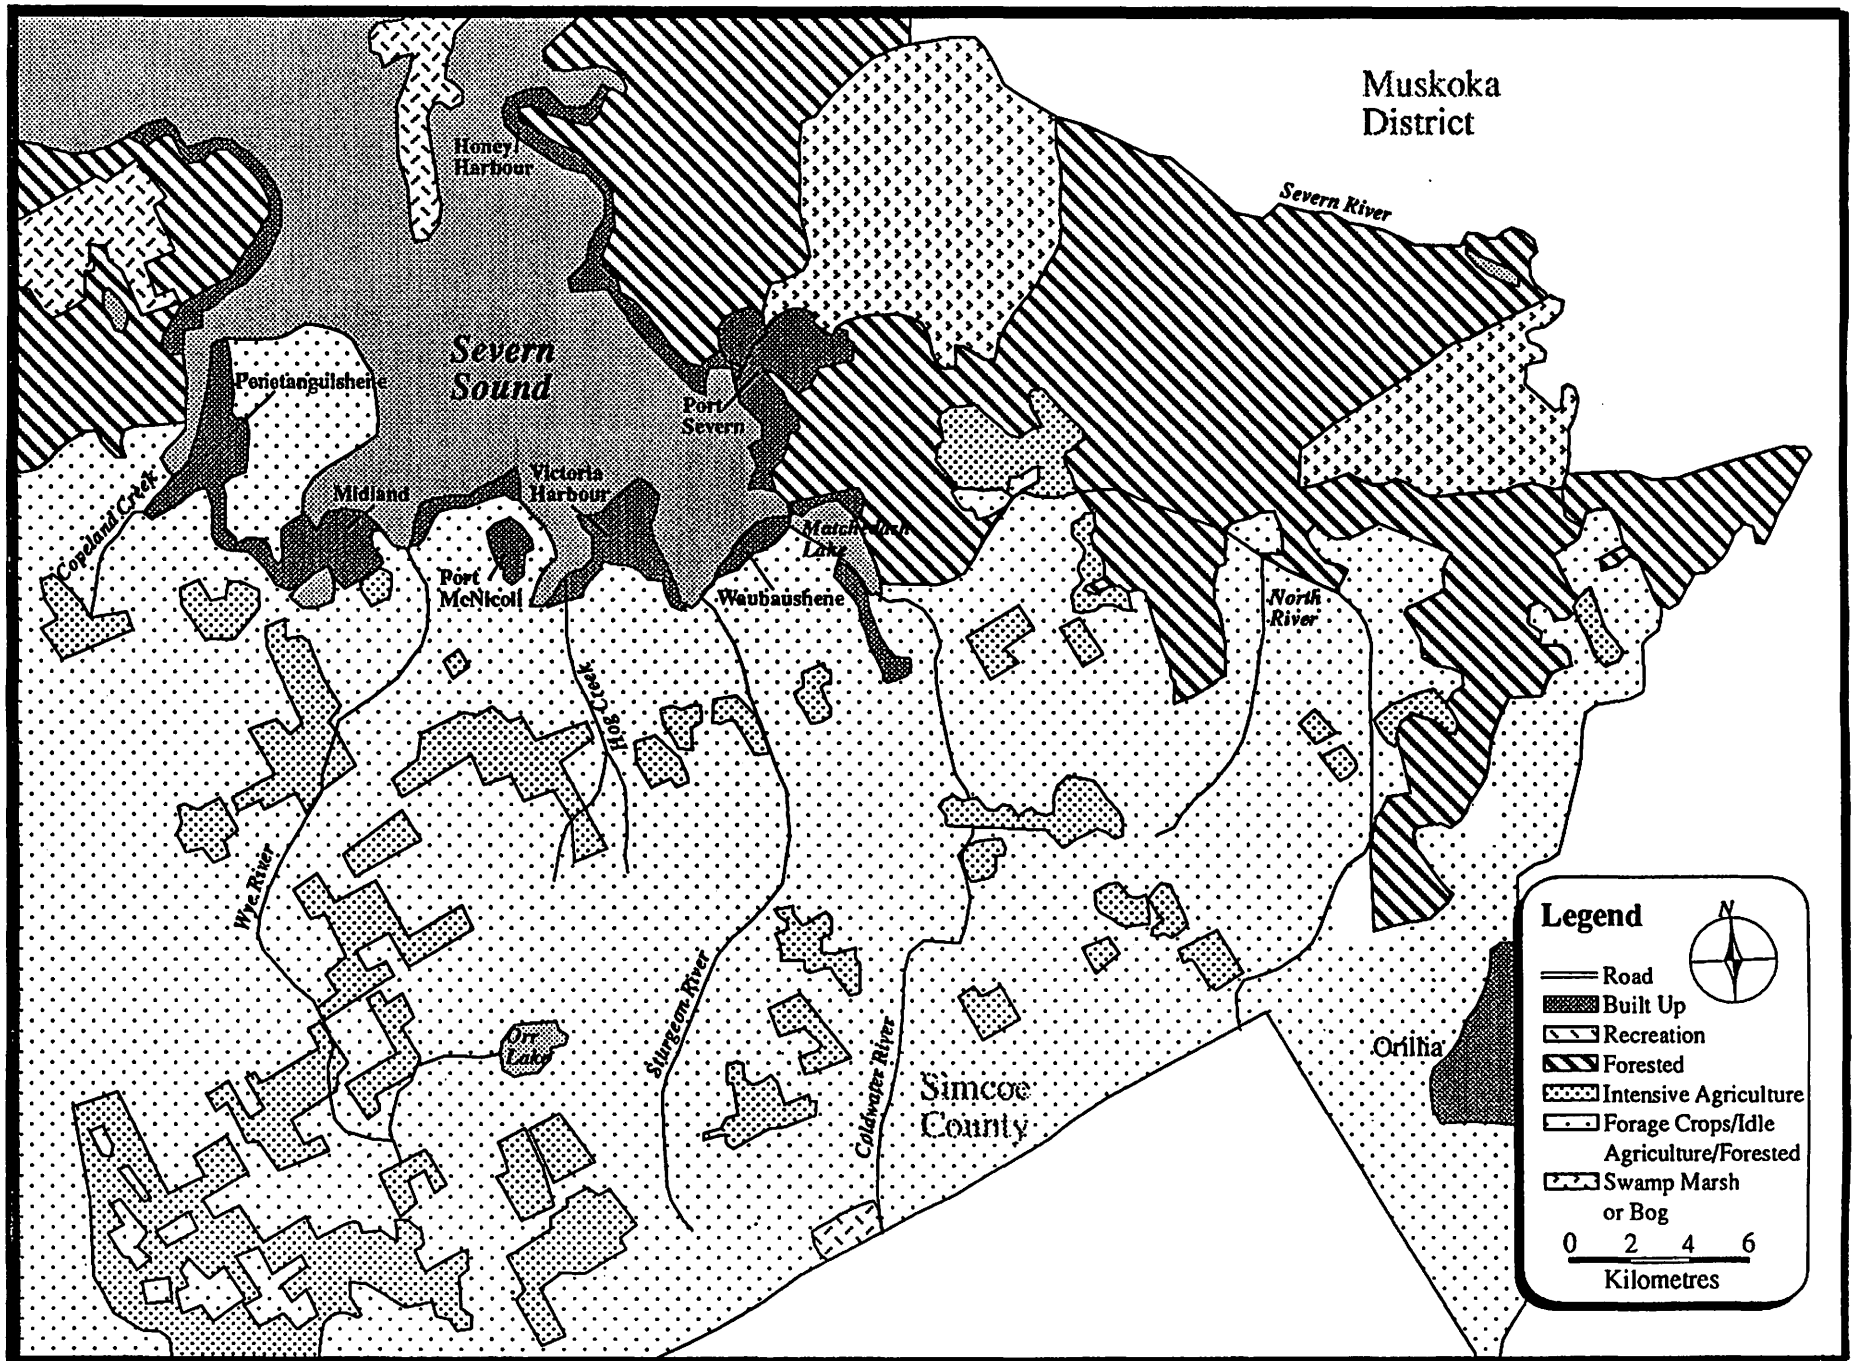 Muskoka
District
Severn River
Honey
Harbour
Severn
Sound
Penetanguishene
Port
Severn
Victoria
Harbour
Midland
Matchedash
Lake
Copeland Creek
Port
McNicoll
Waubaushene
North
River
Hog Creek
Wye River
Sturgeon River
Orr
Lake
Coldwater River
Simcoe
County
Orillia
Legend
N
Road
Built Up
Recreation
Forested
Intensive Agriculture
Forage Crops/Idle
Agriculture/Forested
Swamp Marsh
or Bog
0 2 4 6
Kilometres